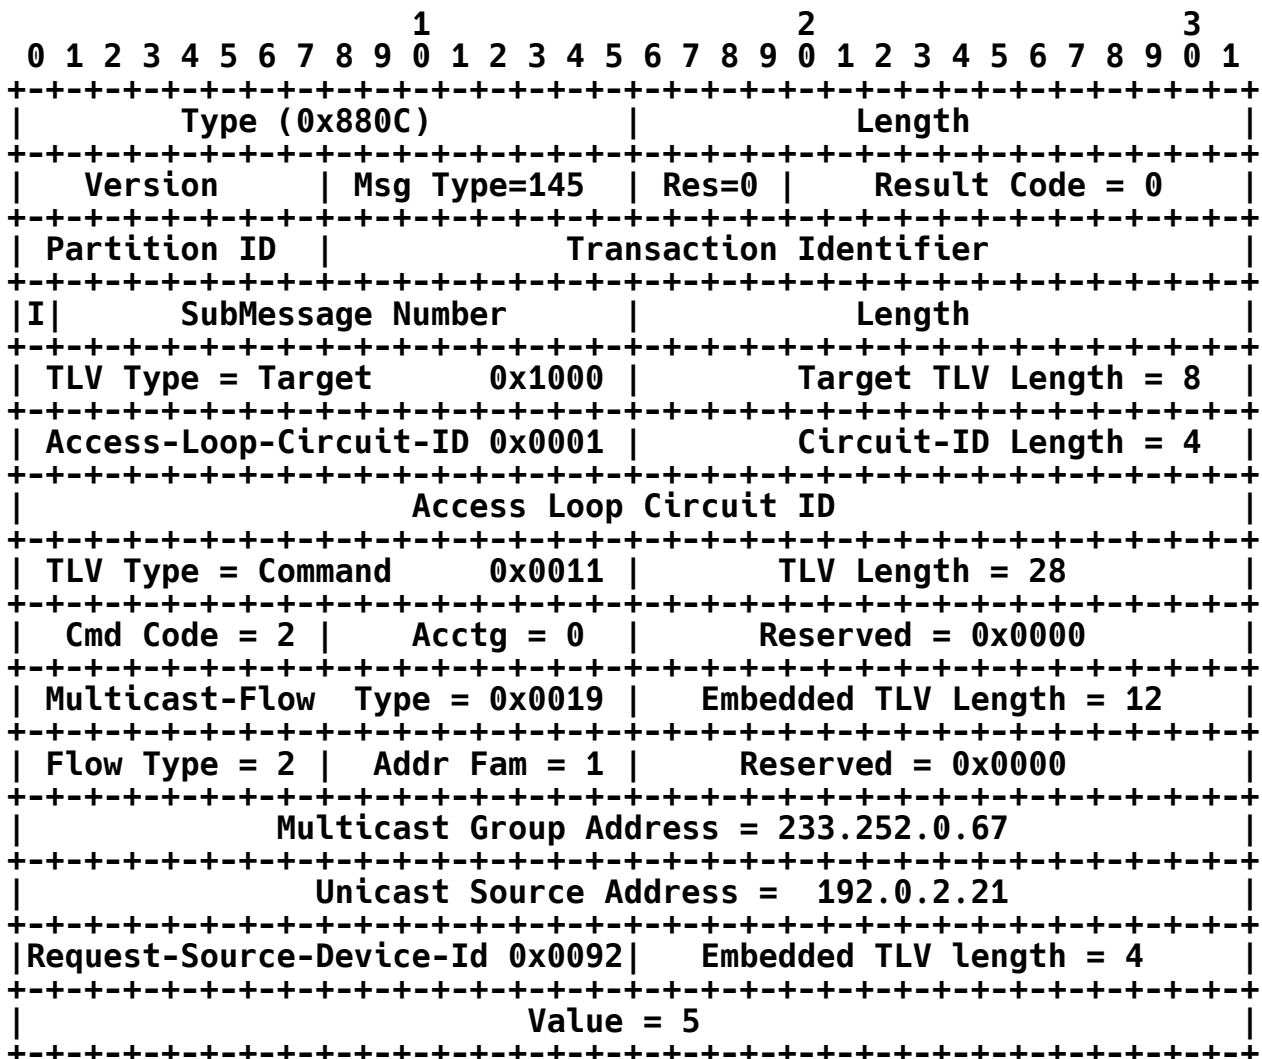 1                   2                   3
 0 1 2 3 4 5 6 7 8 9 0 1 2 3 4 5 6 7 8 9 0 1 2 3 4 5 6 7 8 9 0 1
+-+-+-+-+-+-+-+-+-+-+-+-+-+-+-+-+-+-+-+-+-+-+-+-+-+-+-+-+-+-+-+-+
|        Type (0x880C)          |           Length              |
+-+-+-+-+-+-+-+-+-+-+-+-+-+-+-+-+-+-+-+-+-+-+-+-+-+-+-+-+-+-+-+-+
|   Version     | Msg Type=145  | Res=0 |    Result Code = 0    |
+-+-+-+-+-+-+-+-+-+-+-+-+-+-+-+-+-+-+-+-+-+-+-+-+-+-+-+-+-+-+-+-+
| Partition ID  |            Transaction Identifier             |
+-+-+-+-+-+-+-+-+-+-+-+-+-+-+-+-+-+-+-+-+-+-+-+-+-+-+-+-+-+-+-+-+
|I|      SubMessage Number      |           Length              |
+-+-+-+-+-+-+-+-+-+-+-+-+-+-+-+-+-+-+-+-+-+-+-+-+-+-+-+-+-+-+-+-+
| TLV Type = Target      0x1000 |        Target TLV Length = 8  |
+-+-+-+-+-+-+-+-+-+-+-+-+-+-+-+-+-+-+-+-+-+-+-+-+-+-+-+-+-+-+-+-+
| Access-Loop-Circuit-ID 0x0001 |        Circuit-ID Length = 4  |
+-+-+-+-+-+-+-+-+-+-+-+-+-+-+-+-+-+-+-+-+-+-+-+-+-+-+-+-+-+-+-+-+
|                    Access Loop Circuit ID                     |
+-+-+-+-+-+-+-+-+-+-+-+-+-+-+-+-+-+-+-+-+-+-+-+-+-+-+-+-+-+-+-+-+
| TLV Type = Command     0x0011 |       TLV Length = 28         |
+-+-+-+-+-+-+-+-+-+-+-+-+-+-+-+-+-+-+-+-+-+-+-+-+-+-+-+-+-+-+-+-+
|  Cmd Code = 2 |    Acctg = 0  |      Reserved = 0x0000        |
+-+-+-+-+-+-+-+-+-+-+-+-+-+-+-+-+-+-+-+-+-+-+-+-+-+-+-+-+-+-+-+-+
| Multicast-Flow  Type = 0x0019 |   Embedded TLV Length = 12    |
+-+-+-+-+-+-+-+-+-+-+-+-+-+-+-+-+-+-+-+-+-+-+-+-+-+-+-+-+-+-+-+-+
| Flow Type = 2 |  Addr Fam = 1 |     Reserved = 0x0000         |
+-+-+-+-+-+-+-+-+-+-+-+-+-+-+-+-+-+-+-+-+-+-+-+-+-+-+-+-+-+-+-+-+
|             Multicast Group Address = 233.252.0.67            |
+-+-+-+-+-+-+-+-+-+-+-+-+-+-+-+-+-+-+-+-+-+-+-+-+-+-+-+-+-+-+-+-+
|               Unicast Source Address =  192.0.2.21            |
+-+-+-+-+-+-+-+-+-+-+-+-+-+-+-+-+-+-+-+-+-+-+-+-+-+-+-+-+-+-+-+-+
|Request-Source-Device-Id 0x0092|   Embedded TLV length = 4     |
+-+-+-+-+-+-+-+-+-+-+-+-+-+-+-+-+-+-+-+-+-+-+-+-+-+-+-+-+-+-+-+-+
|                          Value = 5                            |
+-+-+-+-+-+-+-+-+-+-+-+-+-+-+-+-+-+-+-+-+-+-+-+-+-+-+-+-+-+-+-+-+